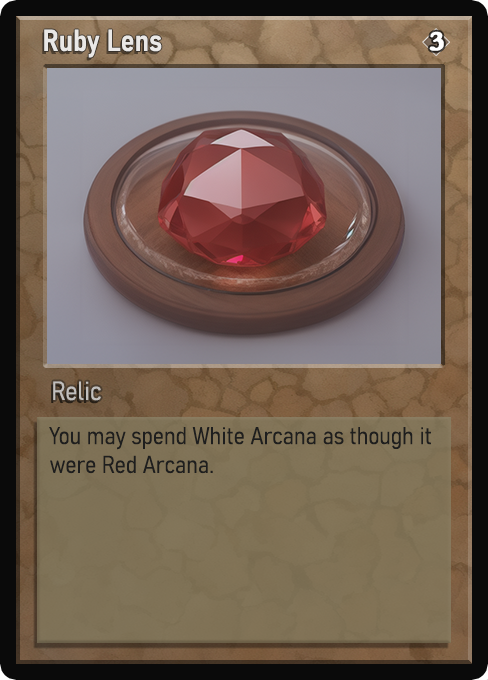 Ruby Lens
3
Relic
You may spend White Arcana as though it
were Red Arcana.